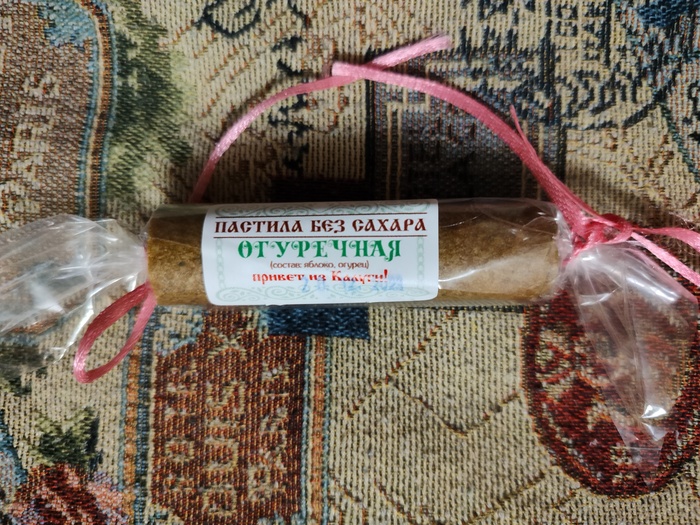 ПАСТИЛА БЕЗ САХАРА
ОГУРЕЧНАЯ
(состав: яблоко, огурец)
привет из Калуги!